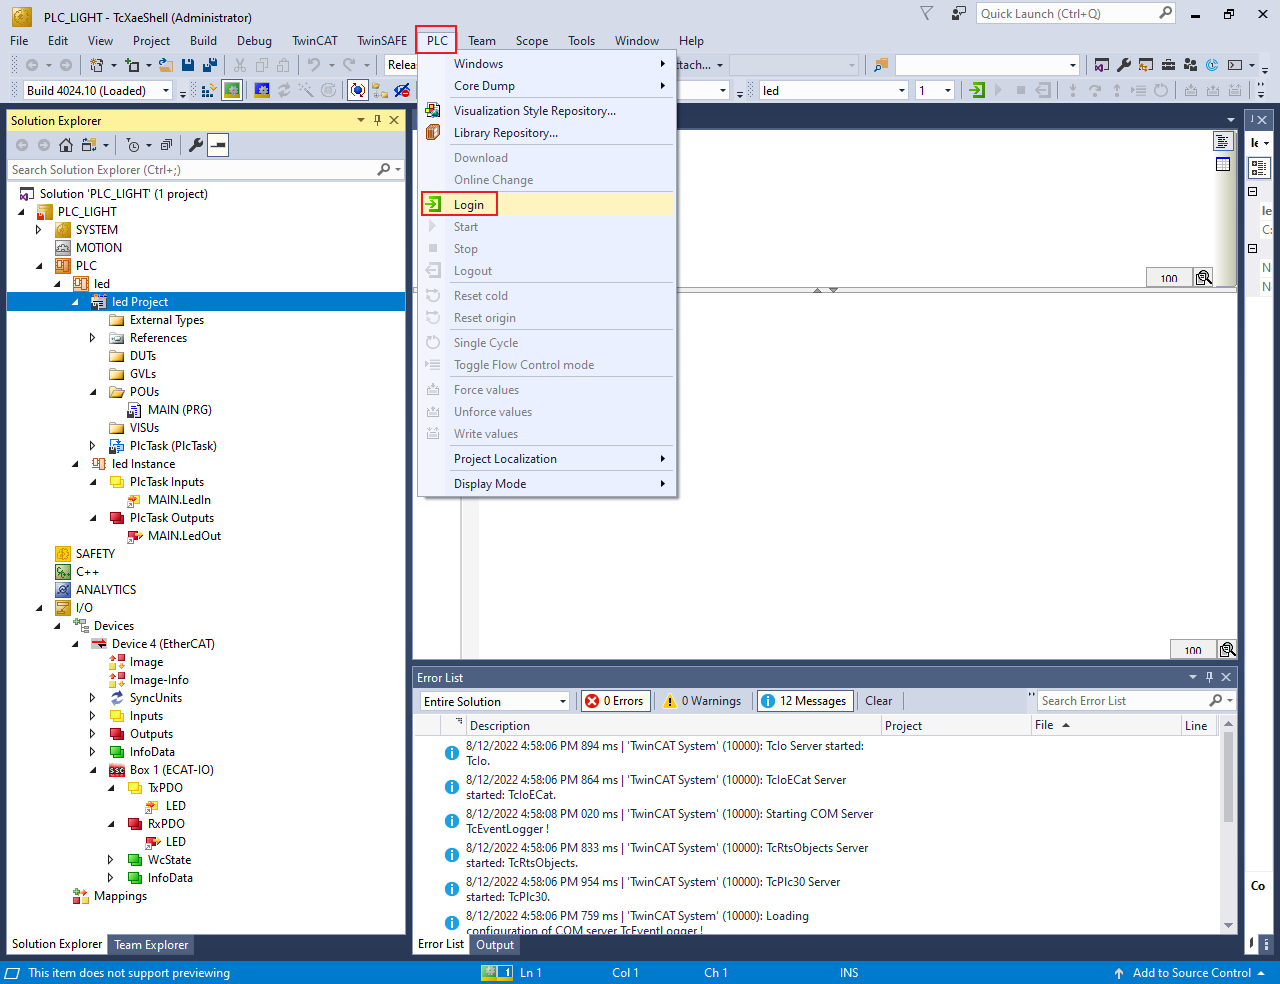 PLC_LIGHT - TcXaeShell (Administrator)
Quick Launch (Ctrl+Q)
File Edit View Project Build Debug TwinCAT TwinSAFE PLC Team Scope Tools Window Help
Build 4024.10 (Loaded)
led
1
Solution Explorer
Search Solution Explorer (Ctrl+;)
Solution 'PLC_LIGHT' (1 project)
PLC_LIGHT
SYSTEM
MOTION
PLC
led
led Project
External Types
References
DUTs
GVLs
POUs
MAIN (PRG)
VISUs
PlcTask (PlcTask)
led Instance
PlcTask Inputs
MAIN.LedIn
PlcTask Outputs
MAIN.LedOut
SAFETY
C++
ANALYTICS
I/O
Devices
Device 4 (EtherCAT)
Image
Image-Info
SyncUnits
Inputs
Outputs
InfoData
Box 1 (ECAT-IO)
TxPDO
LED
RxPDO
LED
WcState
InfoData
Mappings
Solution Explorer
Team Explorer
Windows
Core Dump
Visualization Style Repository...
Library Repository...
Download
Online Change
Login
Start
Stop
Logout
Reset cold
Reset origin
Single Cycle
Toggle Flow Control mode
Force values
Unforce values
Write values
Project Localization
Display Mode
100
100
Error List
Entire Solution
0 Errors
0 Warnings
12 Messages
Clear
Search Error List
Description Project File Line
8/12/2022 4:58:06 PM 894 ms | 'TwinCAT System' (10000): TcIo Server started:
TcIo.
8/12/2022 4:58:06 PM 864 ms | 'TwinCAT System' (10000): TcIoECat Server
started: TcIoECat.
8/12/2022 4:58:08 PM 020 ms | 'TwinCAT System' (10000): Starting COM Server
TcEventLogger !
8/12/2022 4:58:06 PM 833 ms | 'TwinCAT System' (10000): TcRtsObjects Server
started: TcRtsObjects.
8/12/2022 4:58:06 PM 954 ms | 'TwinCAT System' (10000): TcPlc30 Server
started: TcPlc30.
8/12/2022 4:58:06 PM 759 ms | 'TwinCAT System' (10000): Loading
configuration of COM server TcEventLogger !
Error List
Output
This item does not support previewing
1
Ln 1
Col 1
Ch 1
INS
Add to Source Control